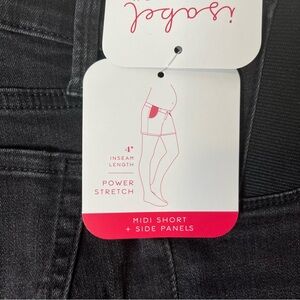 isabel
4"
INSEAM
LENGTH
POWER
STRETCH
MIDI SHORT
+ SIDE PANELS